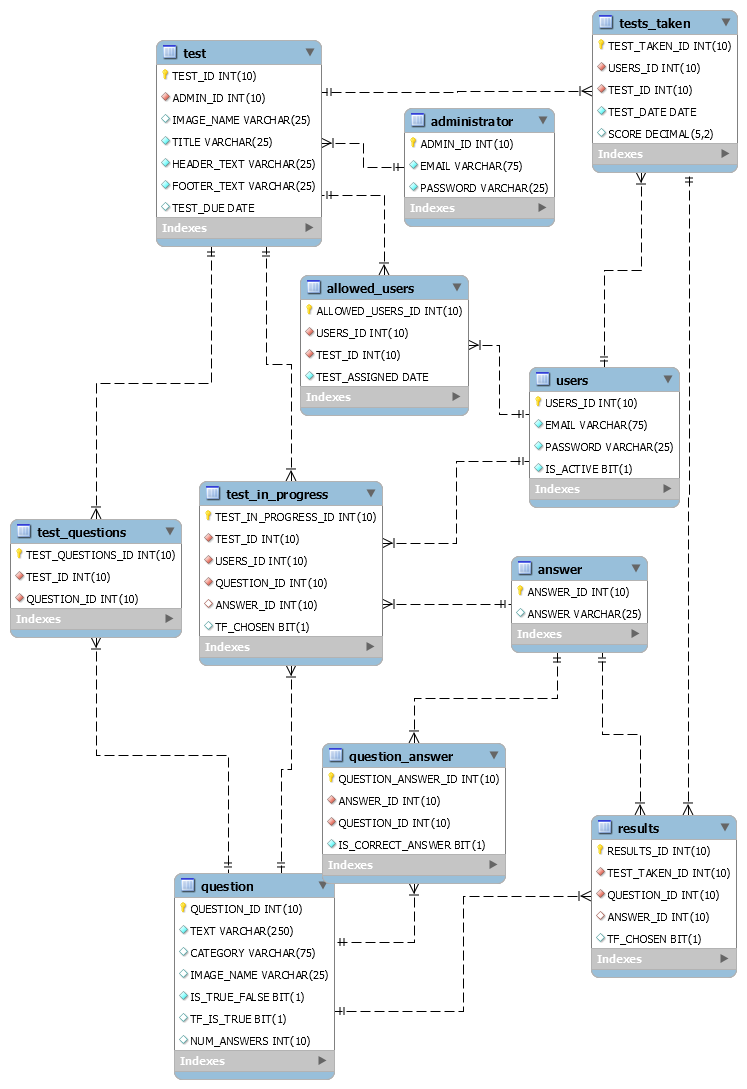 tests_taken
TEST_TAKEN_ID INT(10)
USERS_ID INT(10)
TEST_ID INT(10)
TEST_DATE DATE
SCORE DECIMAL(5,2)
Indexes
test
TEST_ID INT(10)
ADMIN_ID INT(10)
IMAGE_NAME VARCHAR(25)
TITLE VARCHAR(25)
HEADER_TEXT VARCHAR(25)
FOOTER_TEXT VARCHAR(25)
TEST_DUE DATE
Indexes
administrator
ADMIN_ID INT(10)
EMAIL VARCHAR(75)
PASSWORD VARCHAR(25)
Indexes
allowed_users
ALLOWED_USERS_ID INT(10)
USERS_ID INT(10)
TEST_ID INT(10)
TEST_ASSIGNED DATE
Indexes
users
USERS_ID INT(10)
EMAIL VARCHAR(75)
PASSWORD VARCHAR(25)
IS_ACTIVE BIT(1)
Indexes
test_in_progress
TEST_IN_PROGRESS_ID INT(10)
TEST_ID INT(10)
USERS_ID INT(10)
QUESTION_ID INT(10)
ANSWER_ID INT(10)
TF_CHOSEN BIT(1)
Indexes
test_questions
TEST_QUESTIONS_ID INT(10)
TEST_ID INT(10)
QUESTION_ID INT(10)
Indexes
answer
ANSWER_ID INT(10)
ANSWER VARCHAR(25)
Indexes
question_answer
QUESTION_ANSWER_ID INT(10)
ANSWER_ID INT(10)
QUESTION_ID INT(10)
IS_CORRECT_ANSWER BIT(1)
Indexes
results
RESULTS_ID INT(10)
TEST_TAKEN_ID INT(10)
QUESTION_ID INT(10)
ANSWER_ID INT(10)
TF_CHOSEN BIT(1)
Indexes
question
QUESTION_ID INT(10)
TEXT VARCHAR(250)
CATEGORY VARCHAR(75)
IMAGE_NAME VARCHAR(25)
IS_TRUE_FALSE BIT(1)
TF_IS_TRUE BIT(1)
NUM_ANSWERS INT(10)
Indexes